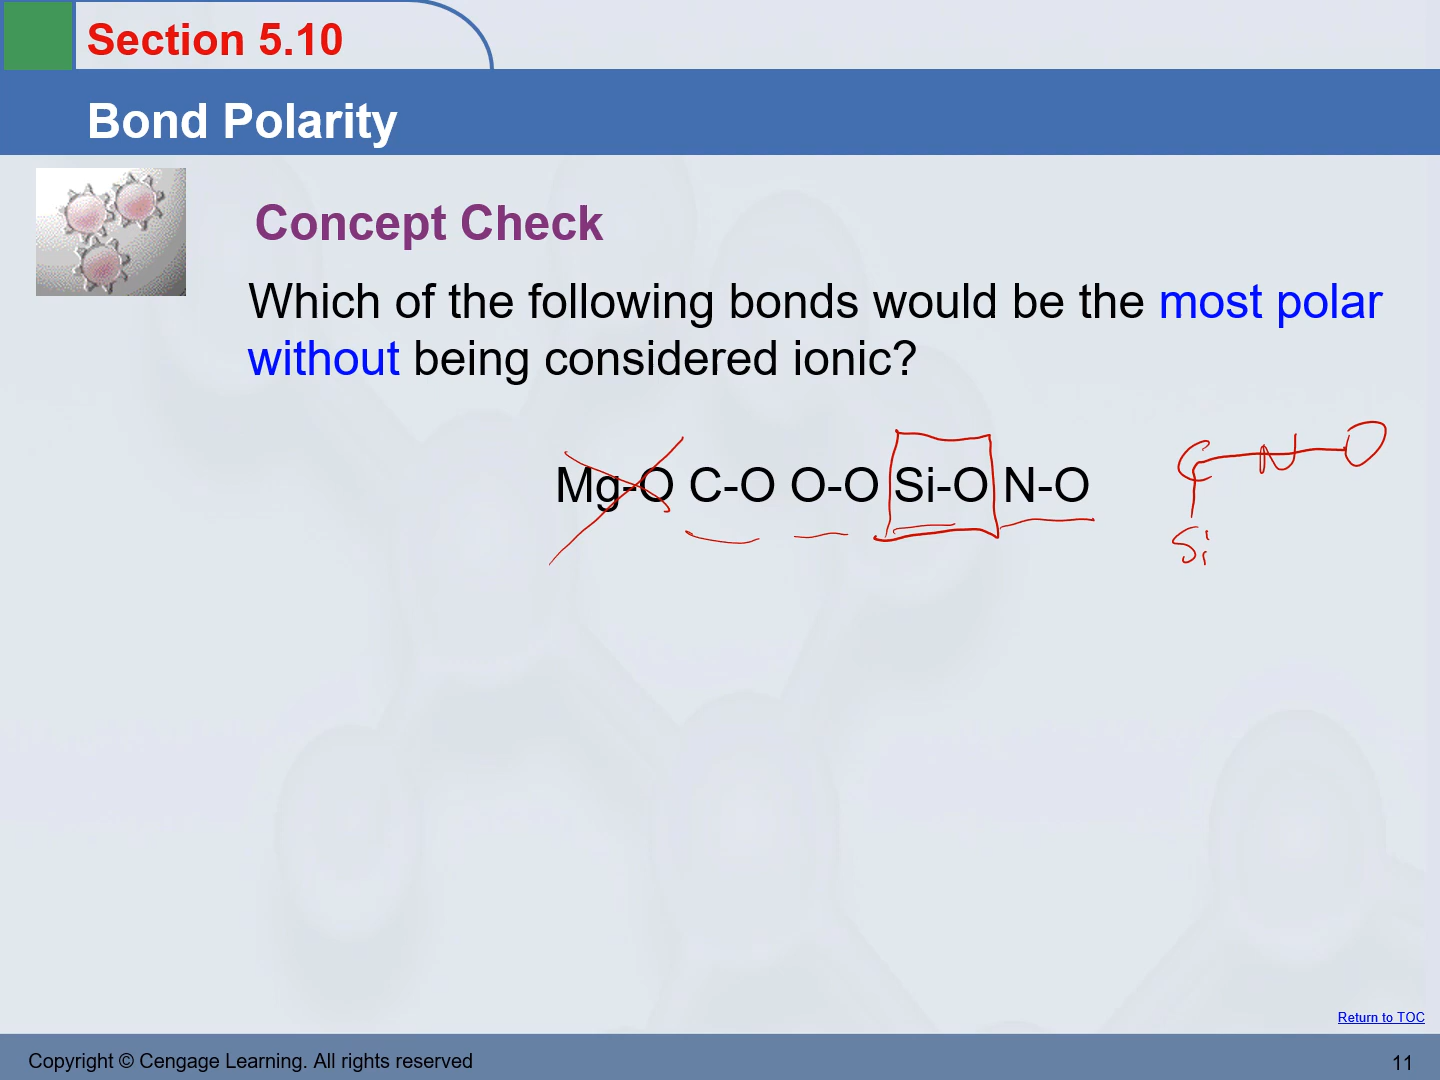 Section 5.10
Bond Polarity
Concept Check
Which of the following bonds would be the most polar
without being considered ionic?
Mg-O C-O O-O Si-O N-O
C N O
Si
Return to TOC
Copyright © Cengage Learning. All rights reserved
11